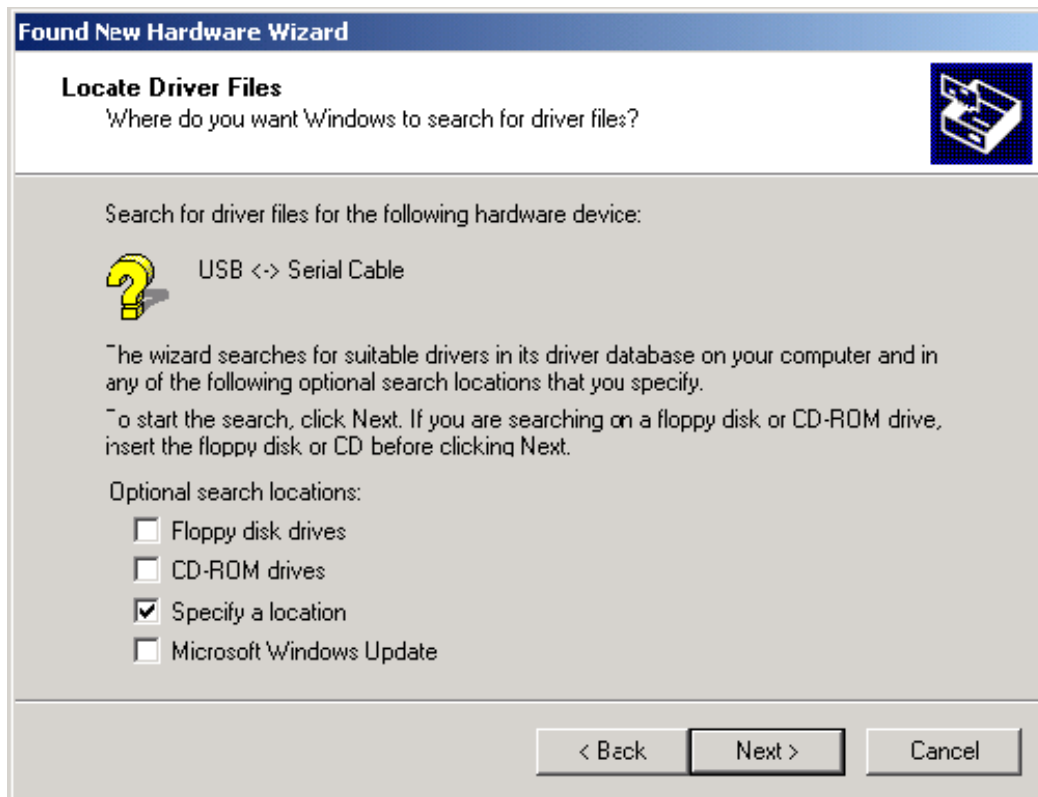 Found New Hardware Wizard
Locate Driver Files
Where do you want Windows to search for driver files?
Search for driver files for the following hardware device:
USB <-> Serial Cable
The wizard searches for suitable drivers in its driver database on your computer and in
any of the following optional search locations that you specify.
To start the search, click Next. If you are searching on a floppy disk or CD-ROM drive,
insert the floppy disk or CD before clicking Next.
Optional search locations:
Floppy disk drives
CD-ROM drives
Specify a location
Microsoft Windows Update
< Back Next > Cancel